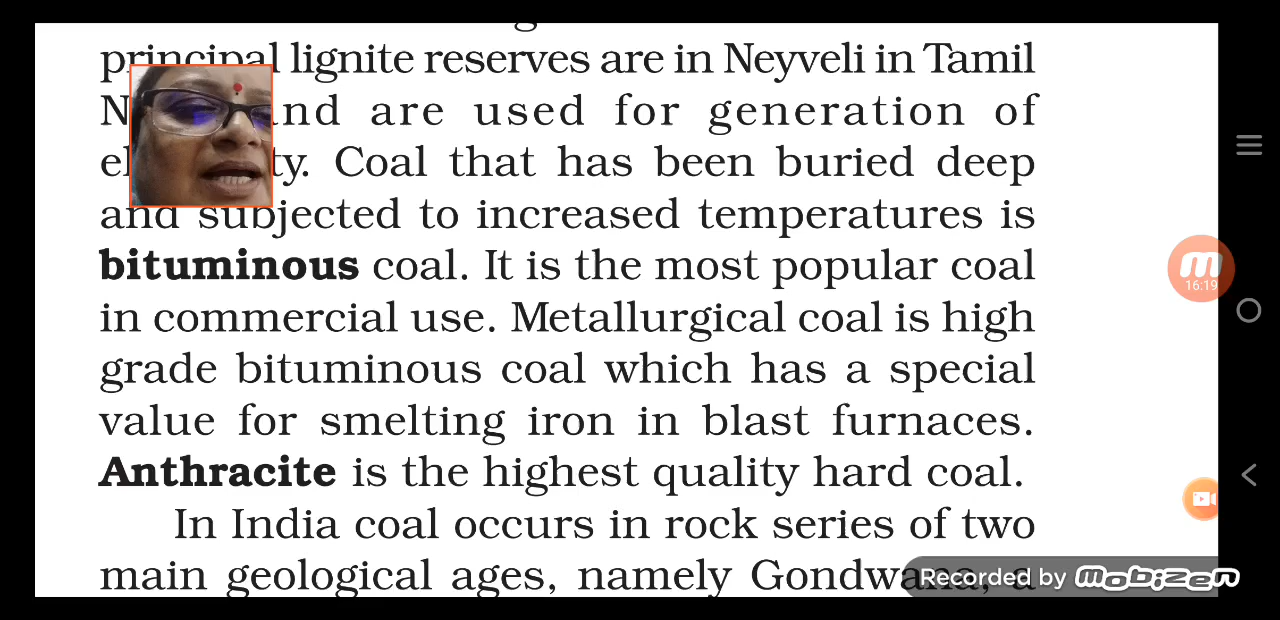 principal lignite reserves are in Neyveli in Tamil
and are used for generation of
Coal that has been buried deep
and subjected to increased temperatures is
bituminous coal. It is the most popular coal
in commercial use. Metallurgical coal is high
grade bituminous coal which has a special
value for smelting iron in blast furnaces.
Anthracite is the highest quality hard coal.
In India coal occurs in rock series of two
main geological ages, namely Gondwana, a
m
16:19
Recorded by mobizen